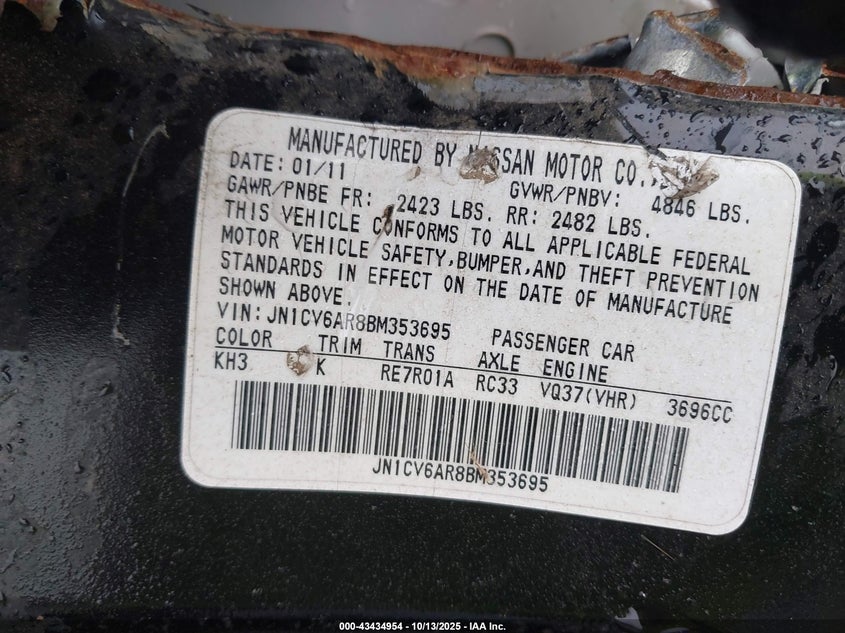 MANUFACTURED BY NISSAN MOTOR CO.,
DATE: 01/11 GVWR/PNBV: 4846 LBS.
GAWR/PNBE FR: 2423 LBS. RR: 2482 LBS.
THIS VEHICLE CONFORMS TO ALL APPLICABLE FEDERAL
MOTOR VEHICLE SAFETY,BUMPER,AND THEFT PREVENTION
STANDARDS IN EFFECT ON THE DATE OF MANUFACTURE
SHOWN ABOVE.
VIN:JN1CV6AR8BM353695 PASSENGER CAR
COLOR TRIM TRANS AXLE ENGINE
KH3 K RE7R01A RC33 VQ37(VHR) 3696CC
JN1CV6AR8BM353695
000-43434954 - 10/13/2025 - IAA Inc.